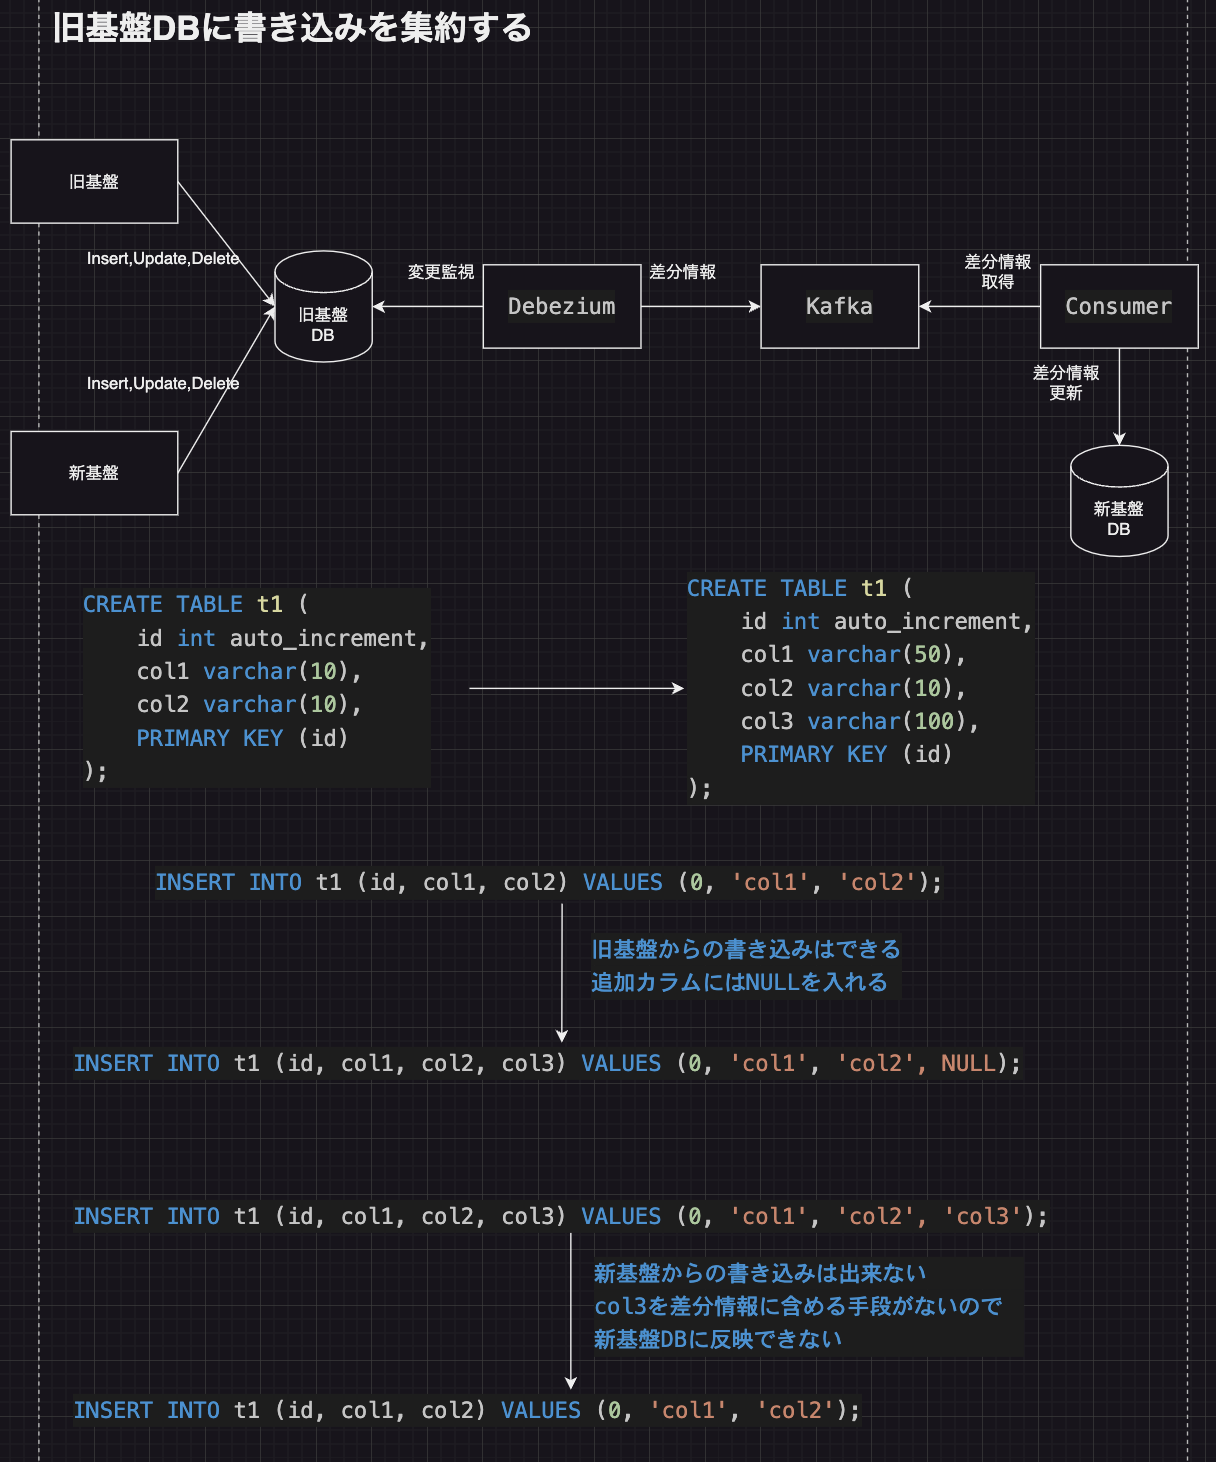 旧基盤DBに書き込みを集約する
旧基盤
Insert,Update,Delete
旧基盤
DB
変更監視
Debezium
差分情報
Kafka
差分情報
取得
Consumer
Insert,Update,Delete
差分情報
更新
新基盤
新基盤
DB
CREATE TABLE t1 (
    id int auto_increment,
    col1 varchar(10),
    col2 varchar(10),
    PRIMARY KEY (id)
);
CREATE TABLE t1 (
    id int auto_increment,
    col1 varchar(50),
    col2 varchar(10),
    col3 varchar(100),
    PRIMARY KEY (id)
);
INSERT INTO t1 (id, col1, col2) VALUES (0, 'col1', 'col2');
旧基盤からの書き込みはできる
追加カラムにはNULLを入れる
INSERT INTO t1 (id, col1, col2, col3) VALUES (0, 'col1', 'col2', NULL);
INSERT INTO t1 (id, col1, col2, col3) VALUES (0, 'col1', 'col2', 'col3');
新基盤からの書き込みは出来ない
col3を差分情報に含める手段がないので
新基盤DBに反映できない
INSERT INTO t1 (id, col1, col2) VALUES (0, 'col1', 'col2');